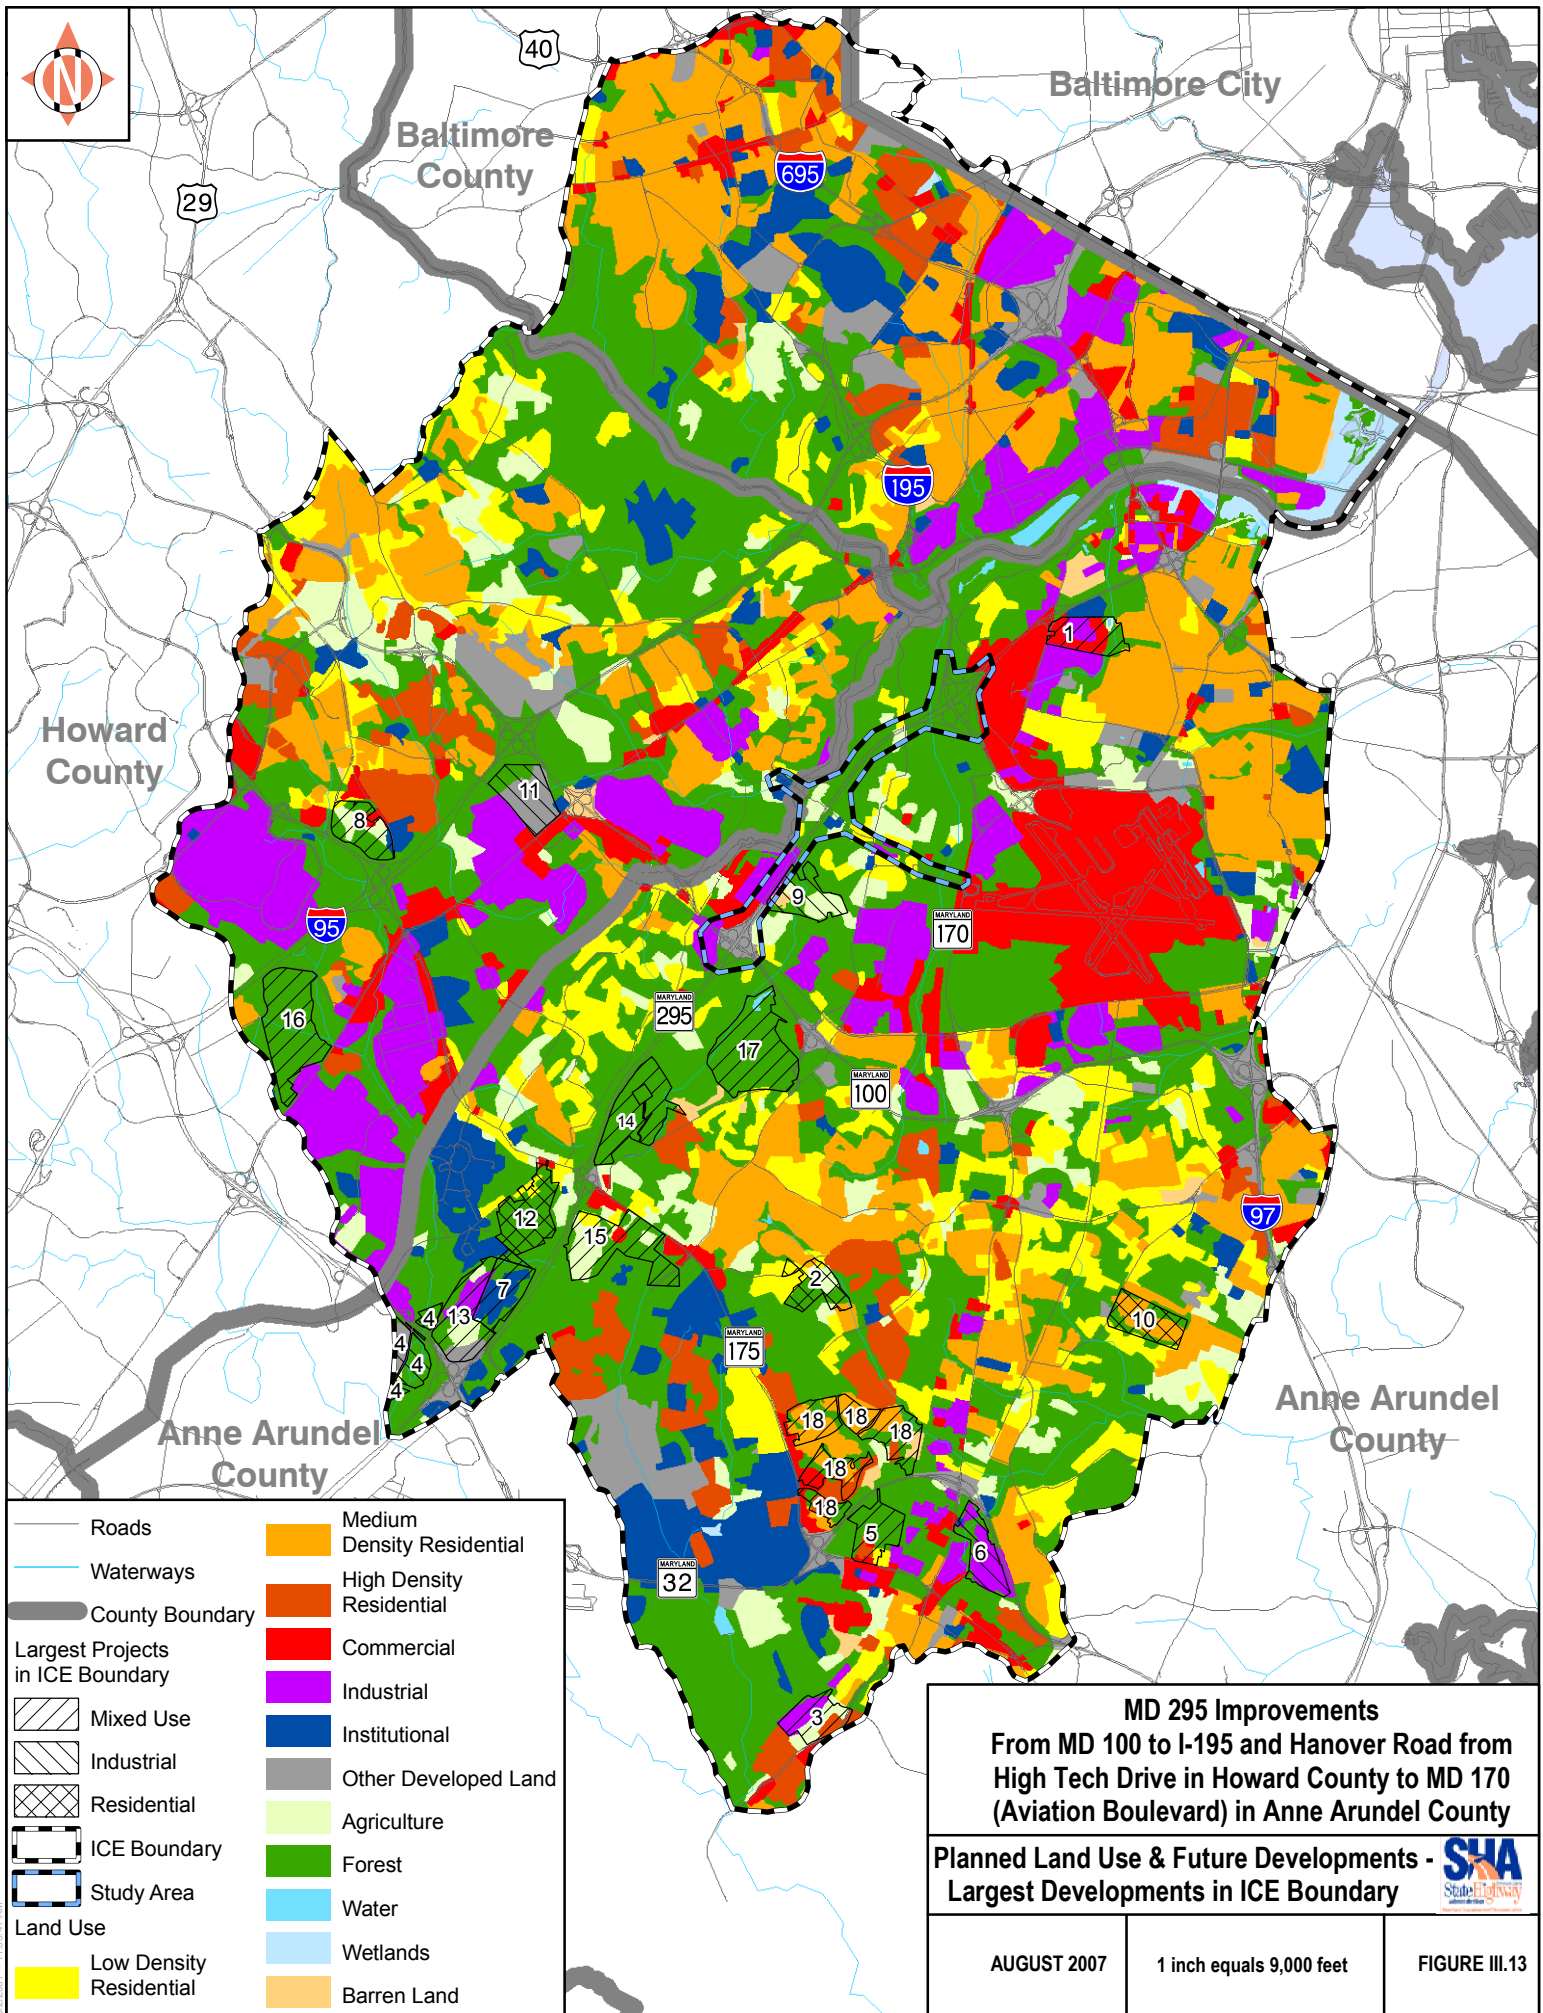 N
40
Baltimore City
Baltimore
County
695
29
195
1
Howard
County
11
8
9
95
MARYLAND
170
16
MARYLAND
295
17
MARYLAND
100
14
12
15
97
2
7
13
4
4
4
4
10
MARYLAND
175
Anne Arundel
County
Anne Arundel
County
18
18
18
18
18
5
6
MARYLAND
32
3
Roads
Waterways
County Boundary
Largest Projects
in ICE Boundary
Mixed Use
Industrial
Residential
ICE Boundary
Study Area
Land Use
Low Density
Residential
Medium
Density Residential
High Density
Residential
Commercial
Industrial
Institutional
Other Developed Land
Agriculture
Forest
Water
Wetlands
Barren Land
MD 295 Improvements
From MD 100 to I-195 and Hanover Road from
High Tech Drive in Howard County to MD 170
(Aviation Boulevard) in Anne Arundel County
Planned Land Use & Future Developments -
Largest Developments in ICE Boundary
SHA
State Highway
AUGUST 2007
1 inch equals 9,000 feet
FIGURE III.13